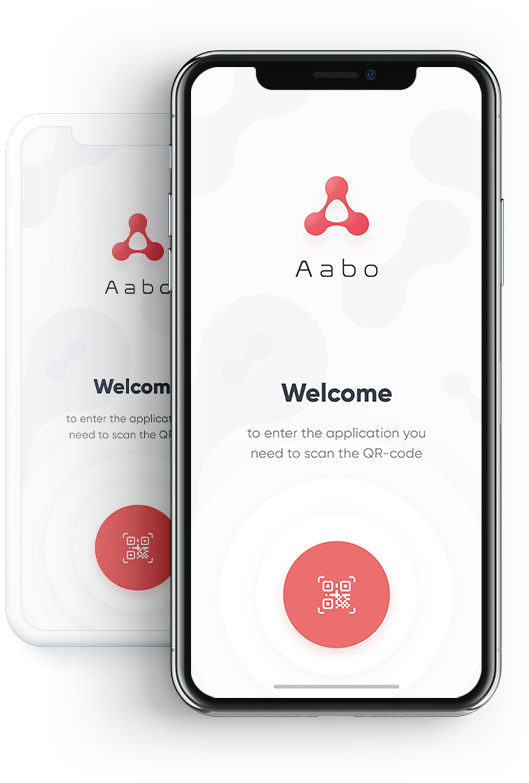 Aabo
Welcome
to enter the application you
need to scan the QR-code
Aabo
Welcom
to enter the applicat
need to scan the QR